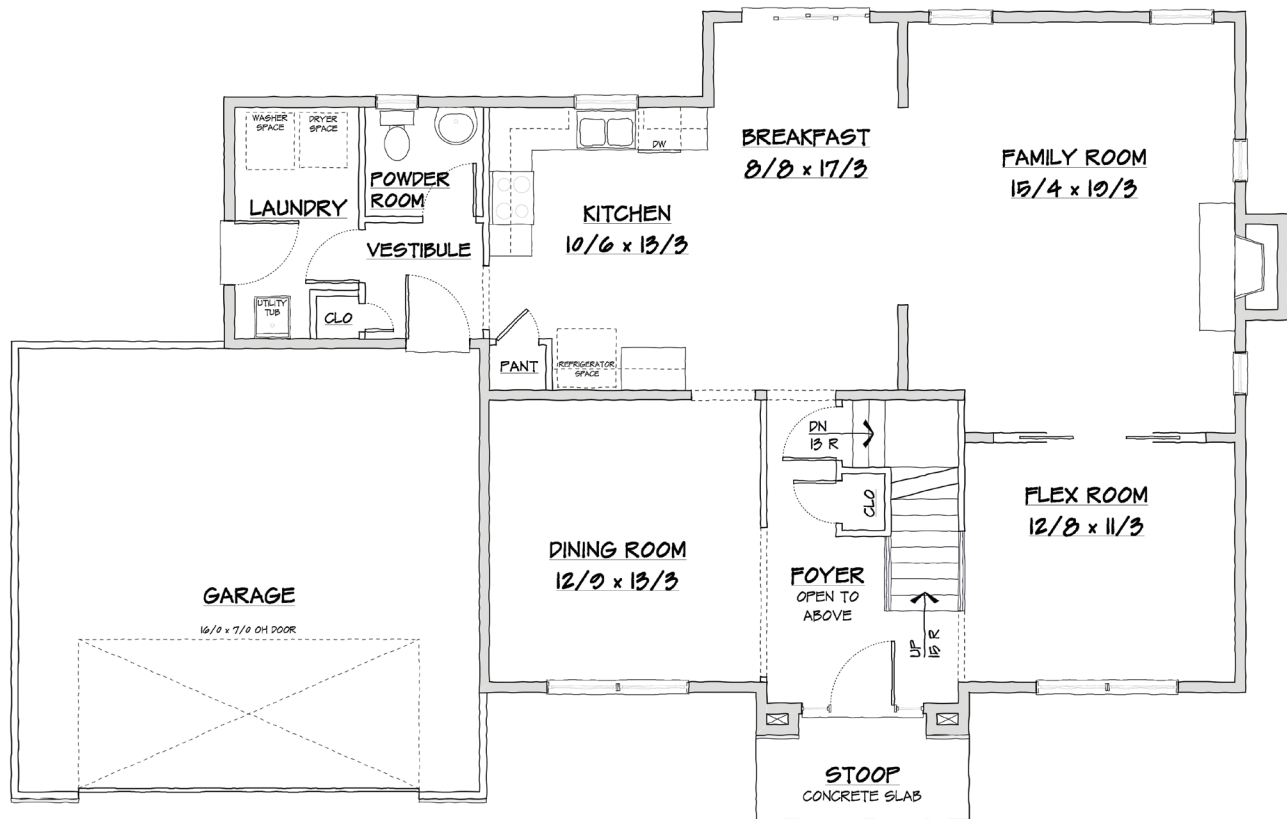 WASHER
SPACE
DRYER
SPACE
POWDER
ROOM
LAUNDRY
VESTIBULE
UTILITY
TUB
CLO
DW
KITCHEN
10/6 x 13/3
BREAKFAST
8/8 x 17/3
FAMILY ROOM
15/4 x 19/3
PANT
REFRIGERATOR
SPACE
DN
13 R
CLO
DINING ROOM
12/9 x 13/3
FOYER
OPEN TO
ABOVE
UP
15 R
FLEX ROOM
12/8 x 11/3
GARAGE
16/0 x 7/0 OH DOOR
STOOP
CONCRETE SLAB